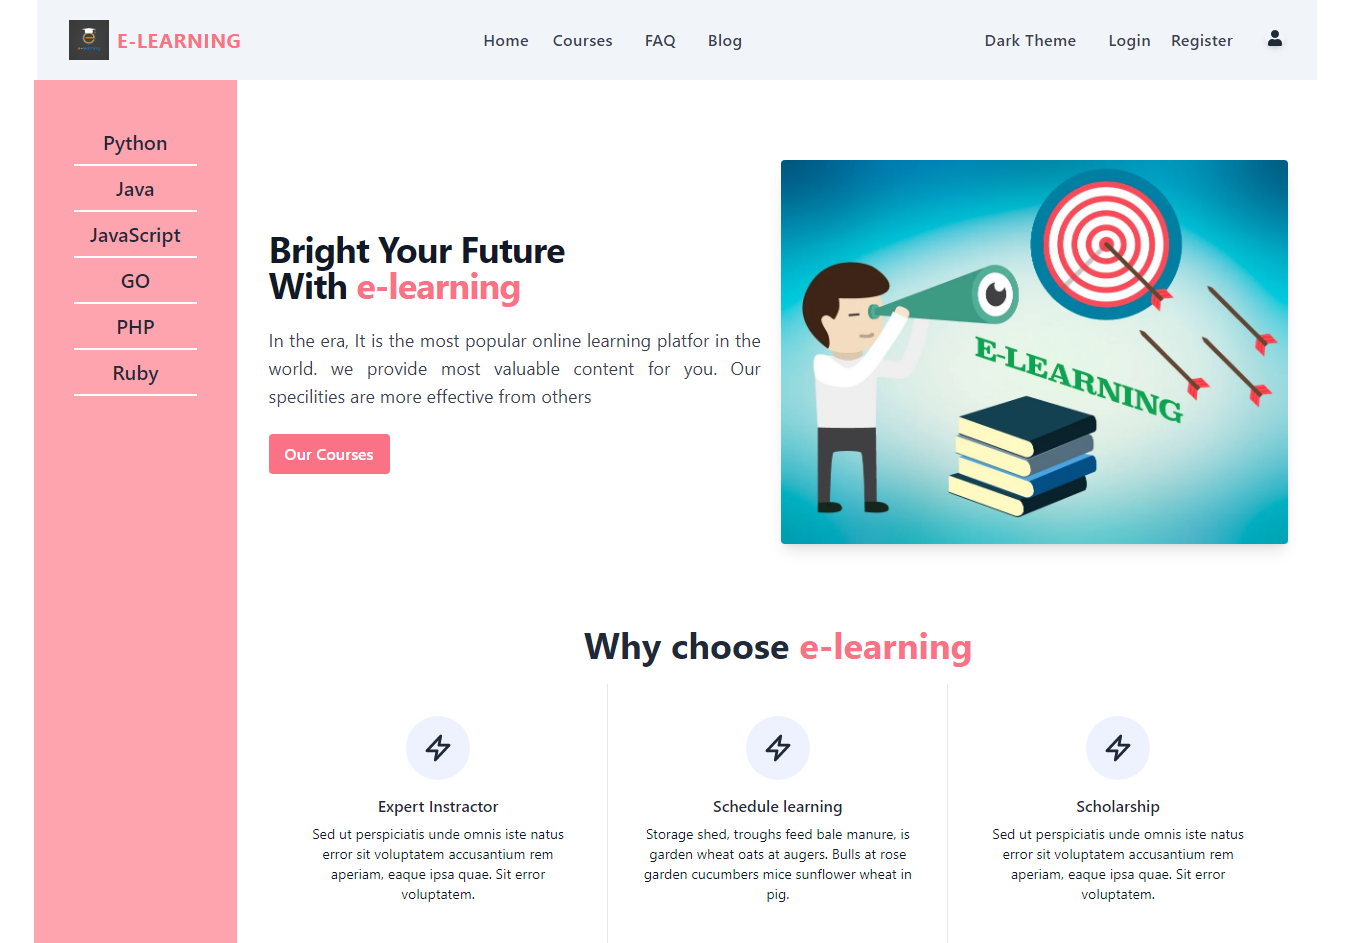 E-LEARNING
Home Courses FAQ Blog
Dark Theme Login Register
Python
Java
JavaScript
GO
PHP
Ruby
Bright Your Future
With e-learning
In the era, It is the most popular online learning platfor in the
world. we provide most valuable content for you. Our
specilities are more effective from others
Our Courses
E-LEARNING
Why choose e-learning
Expert Instractor
Sed ut perspiciatis unde omnis iste natus
error sit voluptatem accusantium rem
aperiam, eaque ipsa quae. Sit error
voluptatem.
Schedule learning
Storage shed, troughs feed bale manure, is
garden wheat oats at augers. Bulls at rose
garden cucumbers mice sunflower wheat in
pig.
Scholarship
Sed ut perspiciatis unde omnis iste natus
error sit voluptatem accusantium rem
aperiam, eaque ipsa quae. Sit error
voluptatem.